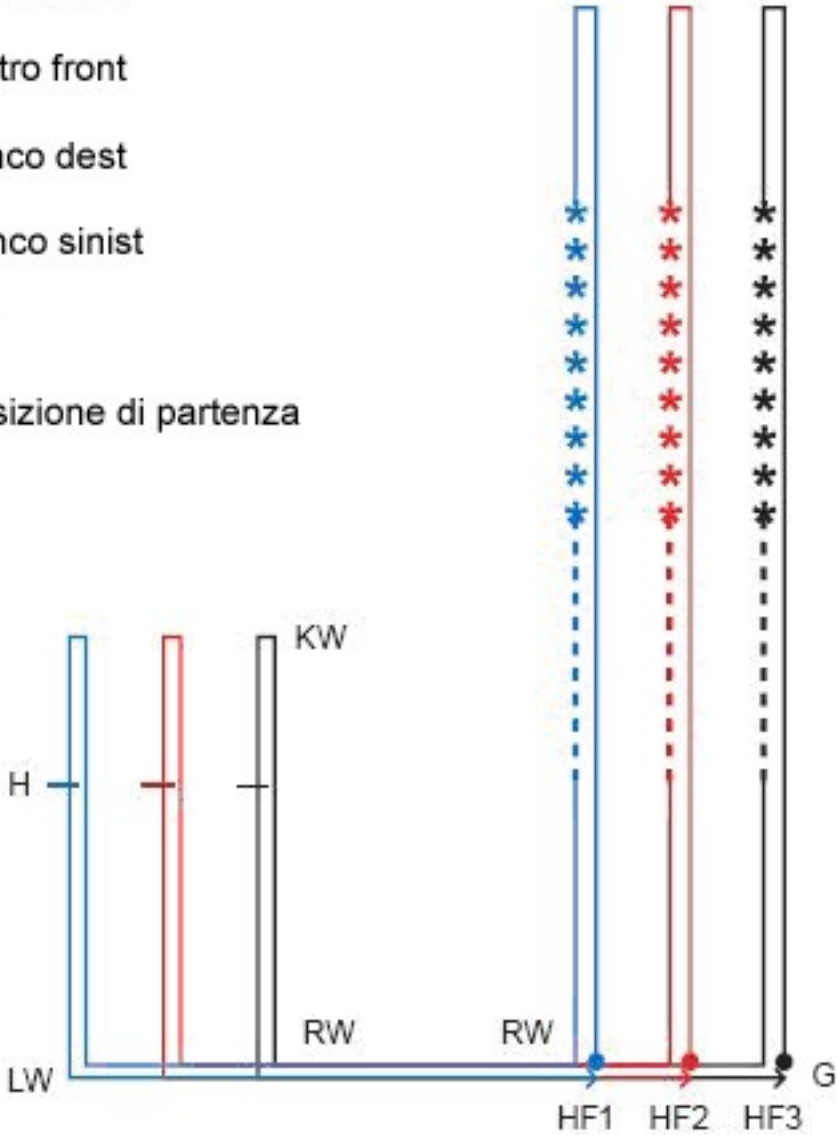 tro front
nco dest
nco sinist
sizione di partenza
KW
H
RW RW
LW G
HF1 HF2 HF3